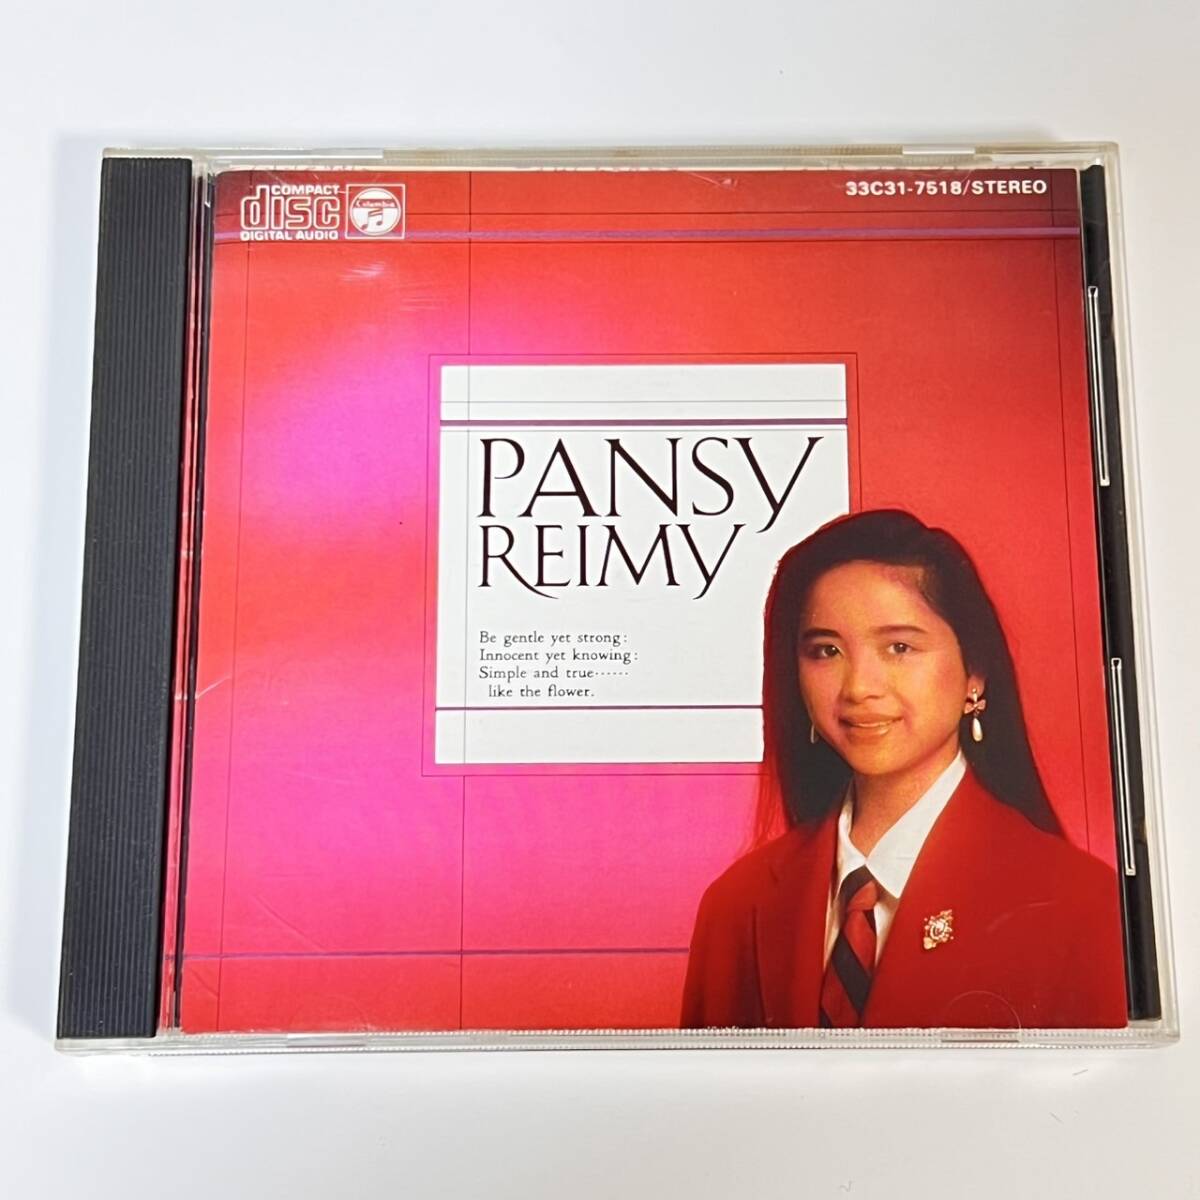 COMPACT
disc
DIGITAL AUDIO
Columbia
33C31-7518/STEREO
PANSY
REIMY
Be gentle yet strong:
Innocent yet knowing:
Simple and true······
like the flower.